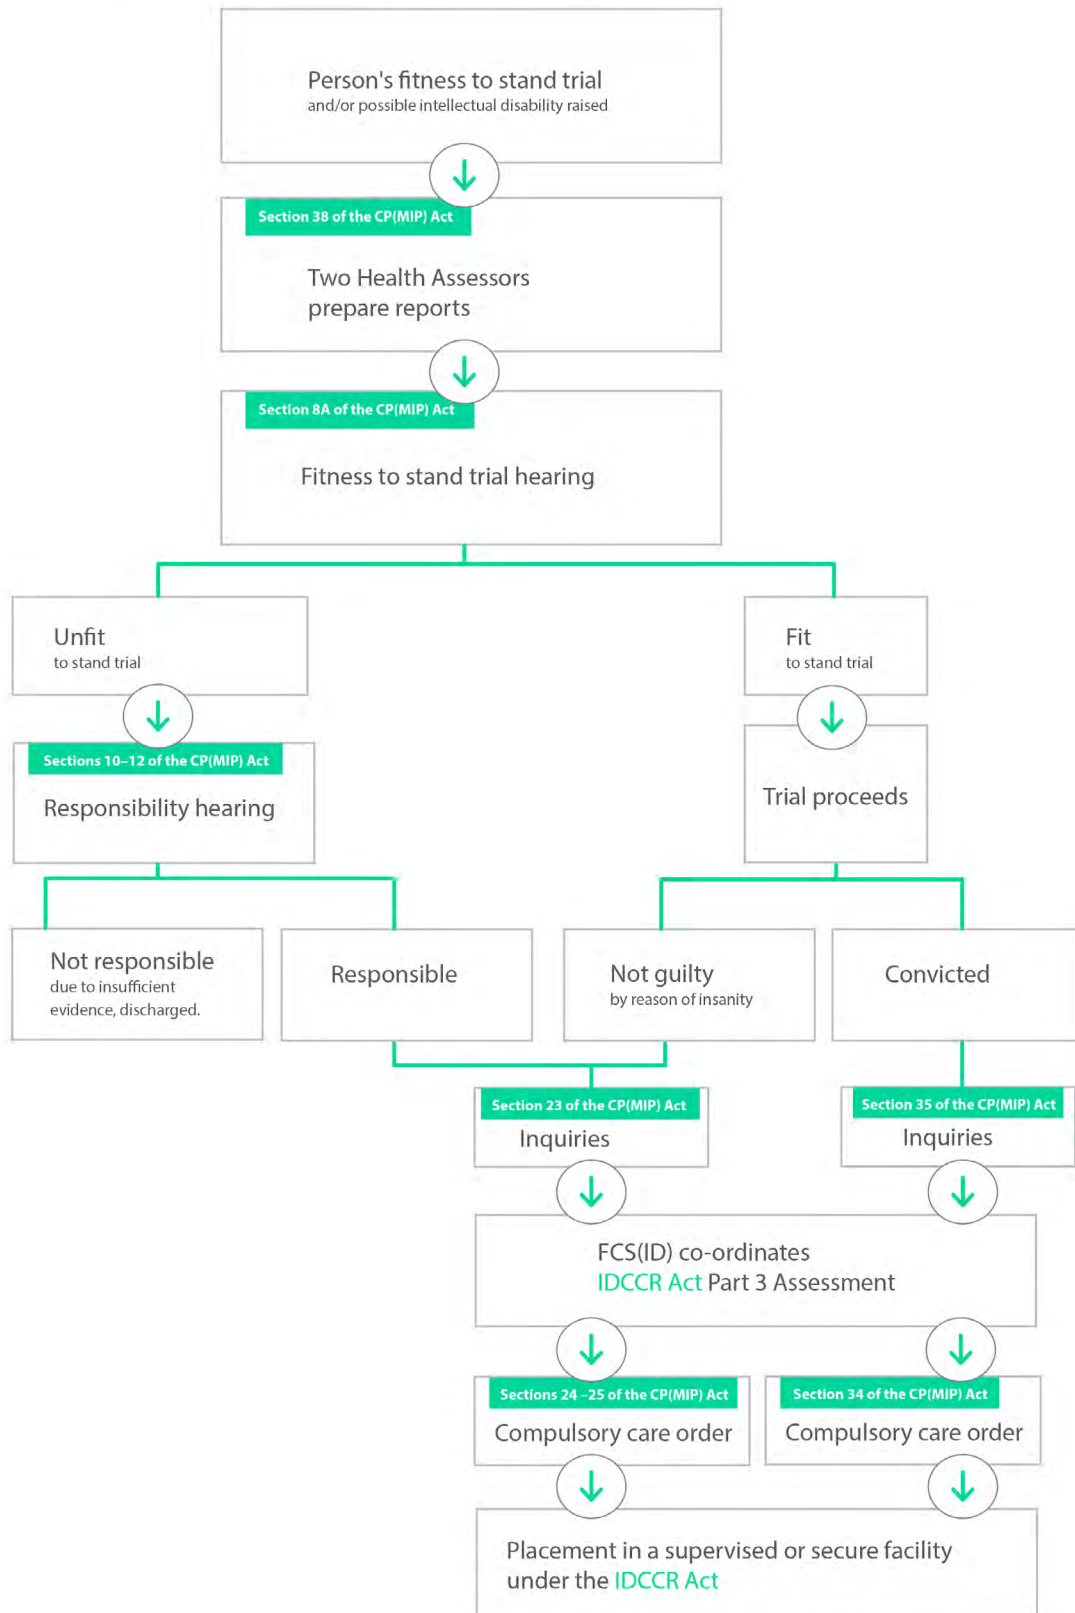 Person's fitness to stand trial
and/or possible intellectual disability raised
Section 38 of the CP(MIP) Act
Two Health Assessors
prepare reports
Section 8A of the CP(MIP) Act
Fitness to stand trial hearing
Unfit
to stand trial
Fit
to stand trial
Sections 10–12 of the CP(MIP) Act
Responsibility hearing
Trial proceeds
Not responsible
due to insufficient
evidence, discharged.
Responsible
Not guilty
by reason of insanity
Convicted
Section 23 of the CP(MIP) Act
Inquiries
Section 35 of the CP(MIP) Act
Inquiries
FCS(ID) co-ordinates
IDCCR Act Part 3 Assessment
Sections 24 –25 of the CP(MIP) Act
Compulsory care order
Section 34 of the CP(MIP) Act
Compulsory care order
Placement in a supervised or secure facility
under the IDCCR Act